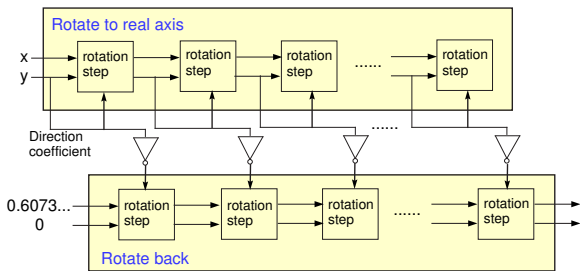 Rotate to real axis
x
y
rotation
step
rotation
step
rotation
step
......
rotation
step
Direction
coefficient
......
0.6073...
0
rotation
step
rotation
step
rotation
step
......
rotation
step
Rotate back